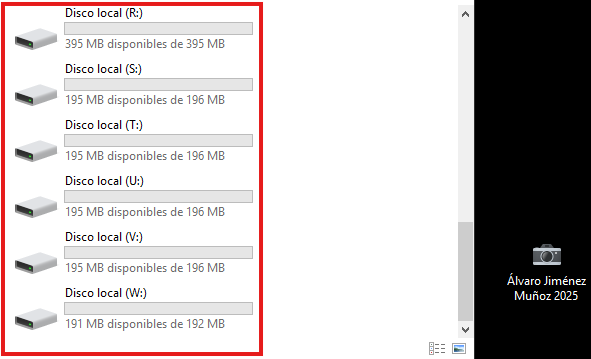 Disco local (R:)
395 MB disponibles de 395 MB
Disco local (S:)
195 MB disponibles de 196 MB
Disco local (T:)
195 MB disponibles de 196 MB
Disco local (U:)
195 MB disponibles de 196 MB
Disco local (V:)
195 MB disponibles de 196 MB
Disco local (W:)
191 MB disponibles de 192 MB
Álvaro Jiménez
Muñoz 2025